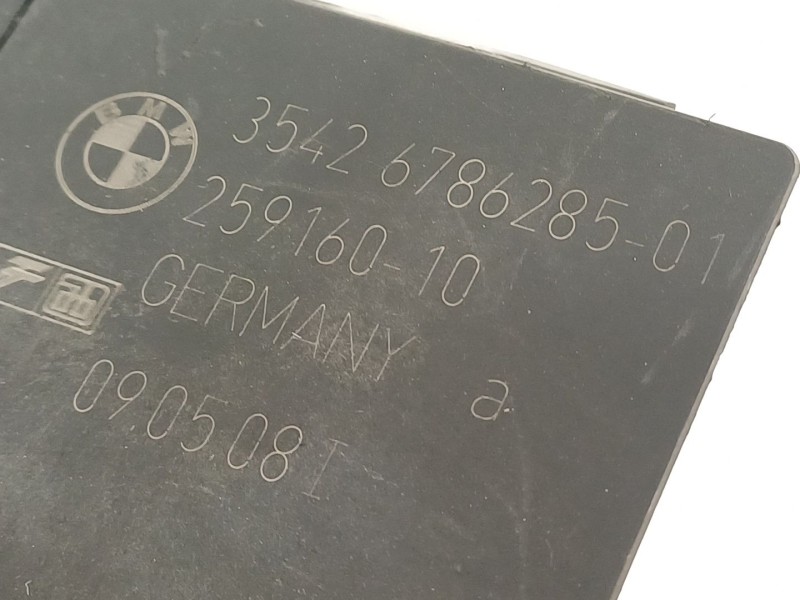 BMW
3542 6786285-01
259160-10
GERMANY
a
09.05.08 I